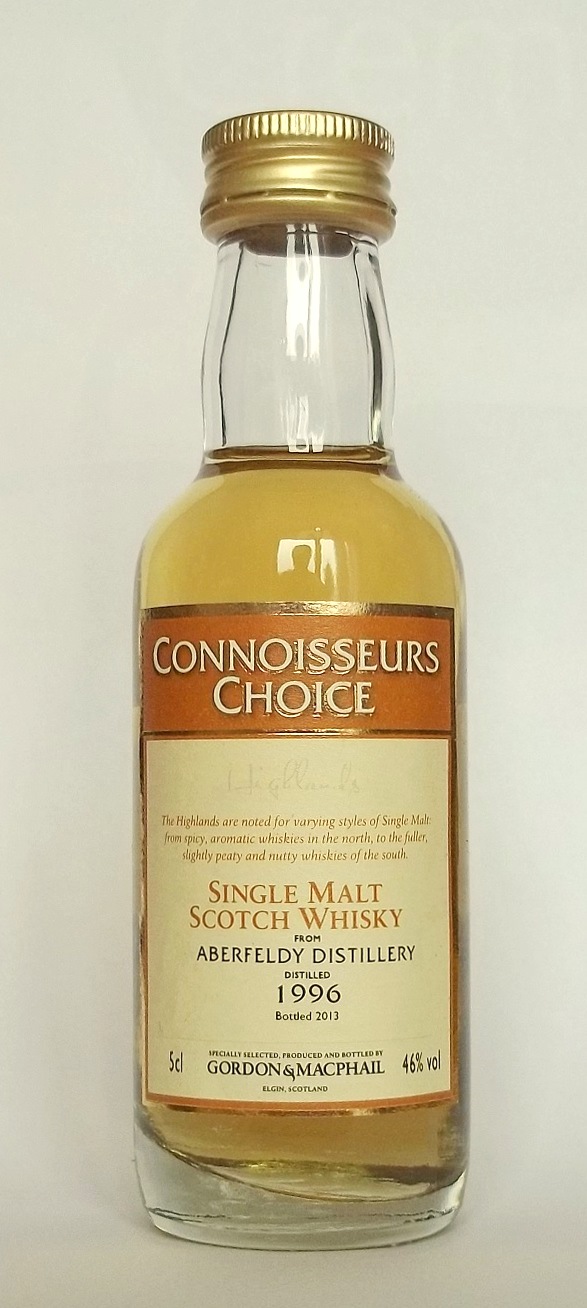 CONNOISSEURS
CHOICE
Highlands
The Highlands are noted for varying styles of Single Malt:
from spicy, aromatic whiskies in the north, to the fuller,
slightly peaty and nutty whiskies of the south.
SINGLE MALT
SCOTCH WHISKY
FROM
ABERFELDY DISTILLERY
DISTILLED
1996
Bottled 2013
5cl
SPECIALLY SELECTED, PRODUCED AND BOTTLED BY
GORDON & MACPHAIL
46% vol
ELGIN, SCOTLAND